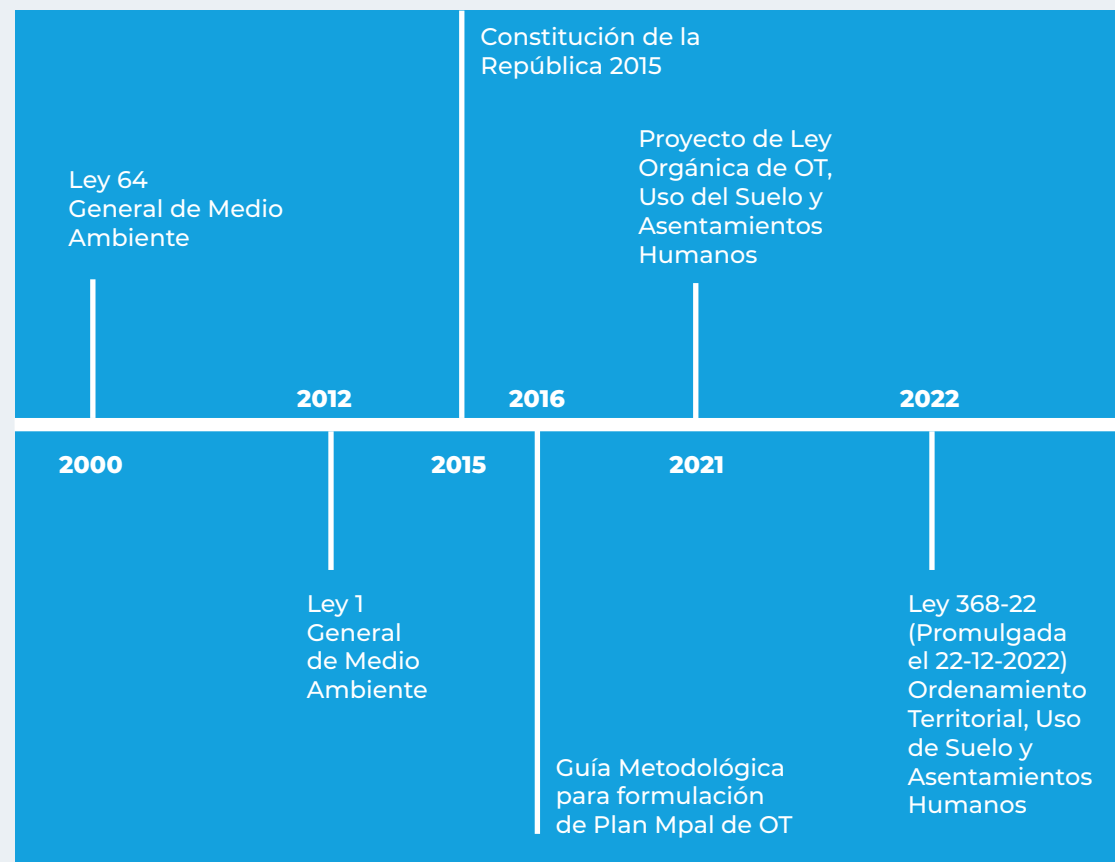 Constitución de la
República 2015
Proyecto de Ley
Orgánica de OT,
Uso del Suelo y
Asentamientos
Humanos
Ley 64
General de Medio
Ambiente
2012
2016
2022
2000
2015
2021
Ley 1
General
de Medio
Ambiente
Ley 368-22
(Promulgada
el 22-12-2022)
Ordenamiento
Territorial, Uso
de Suelo y
Asentamientos
Humanos
Guía Metodológica
para formulación
de Plan Mpal de OT